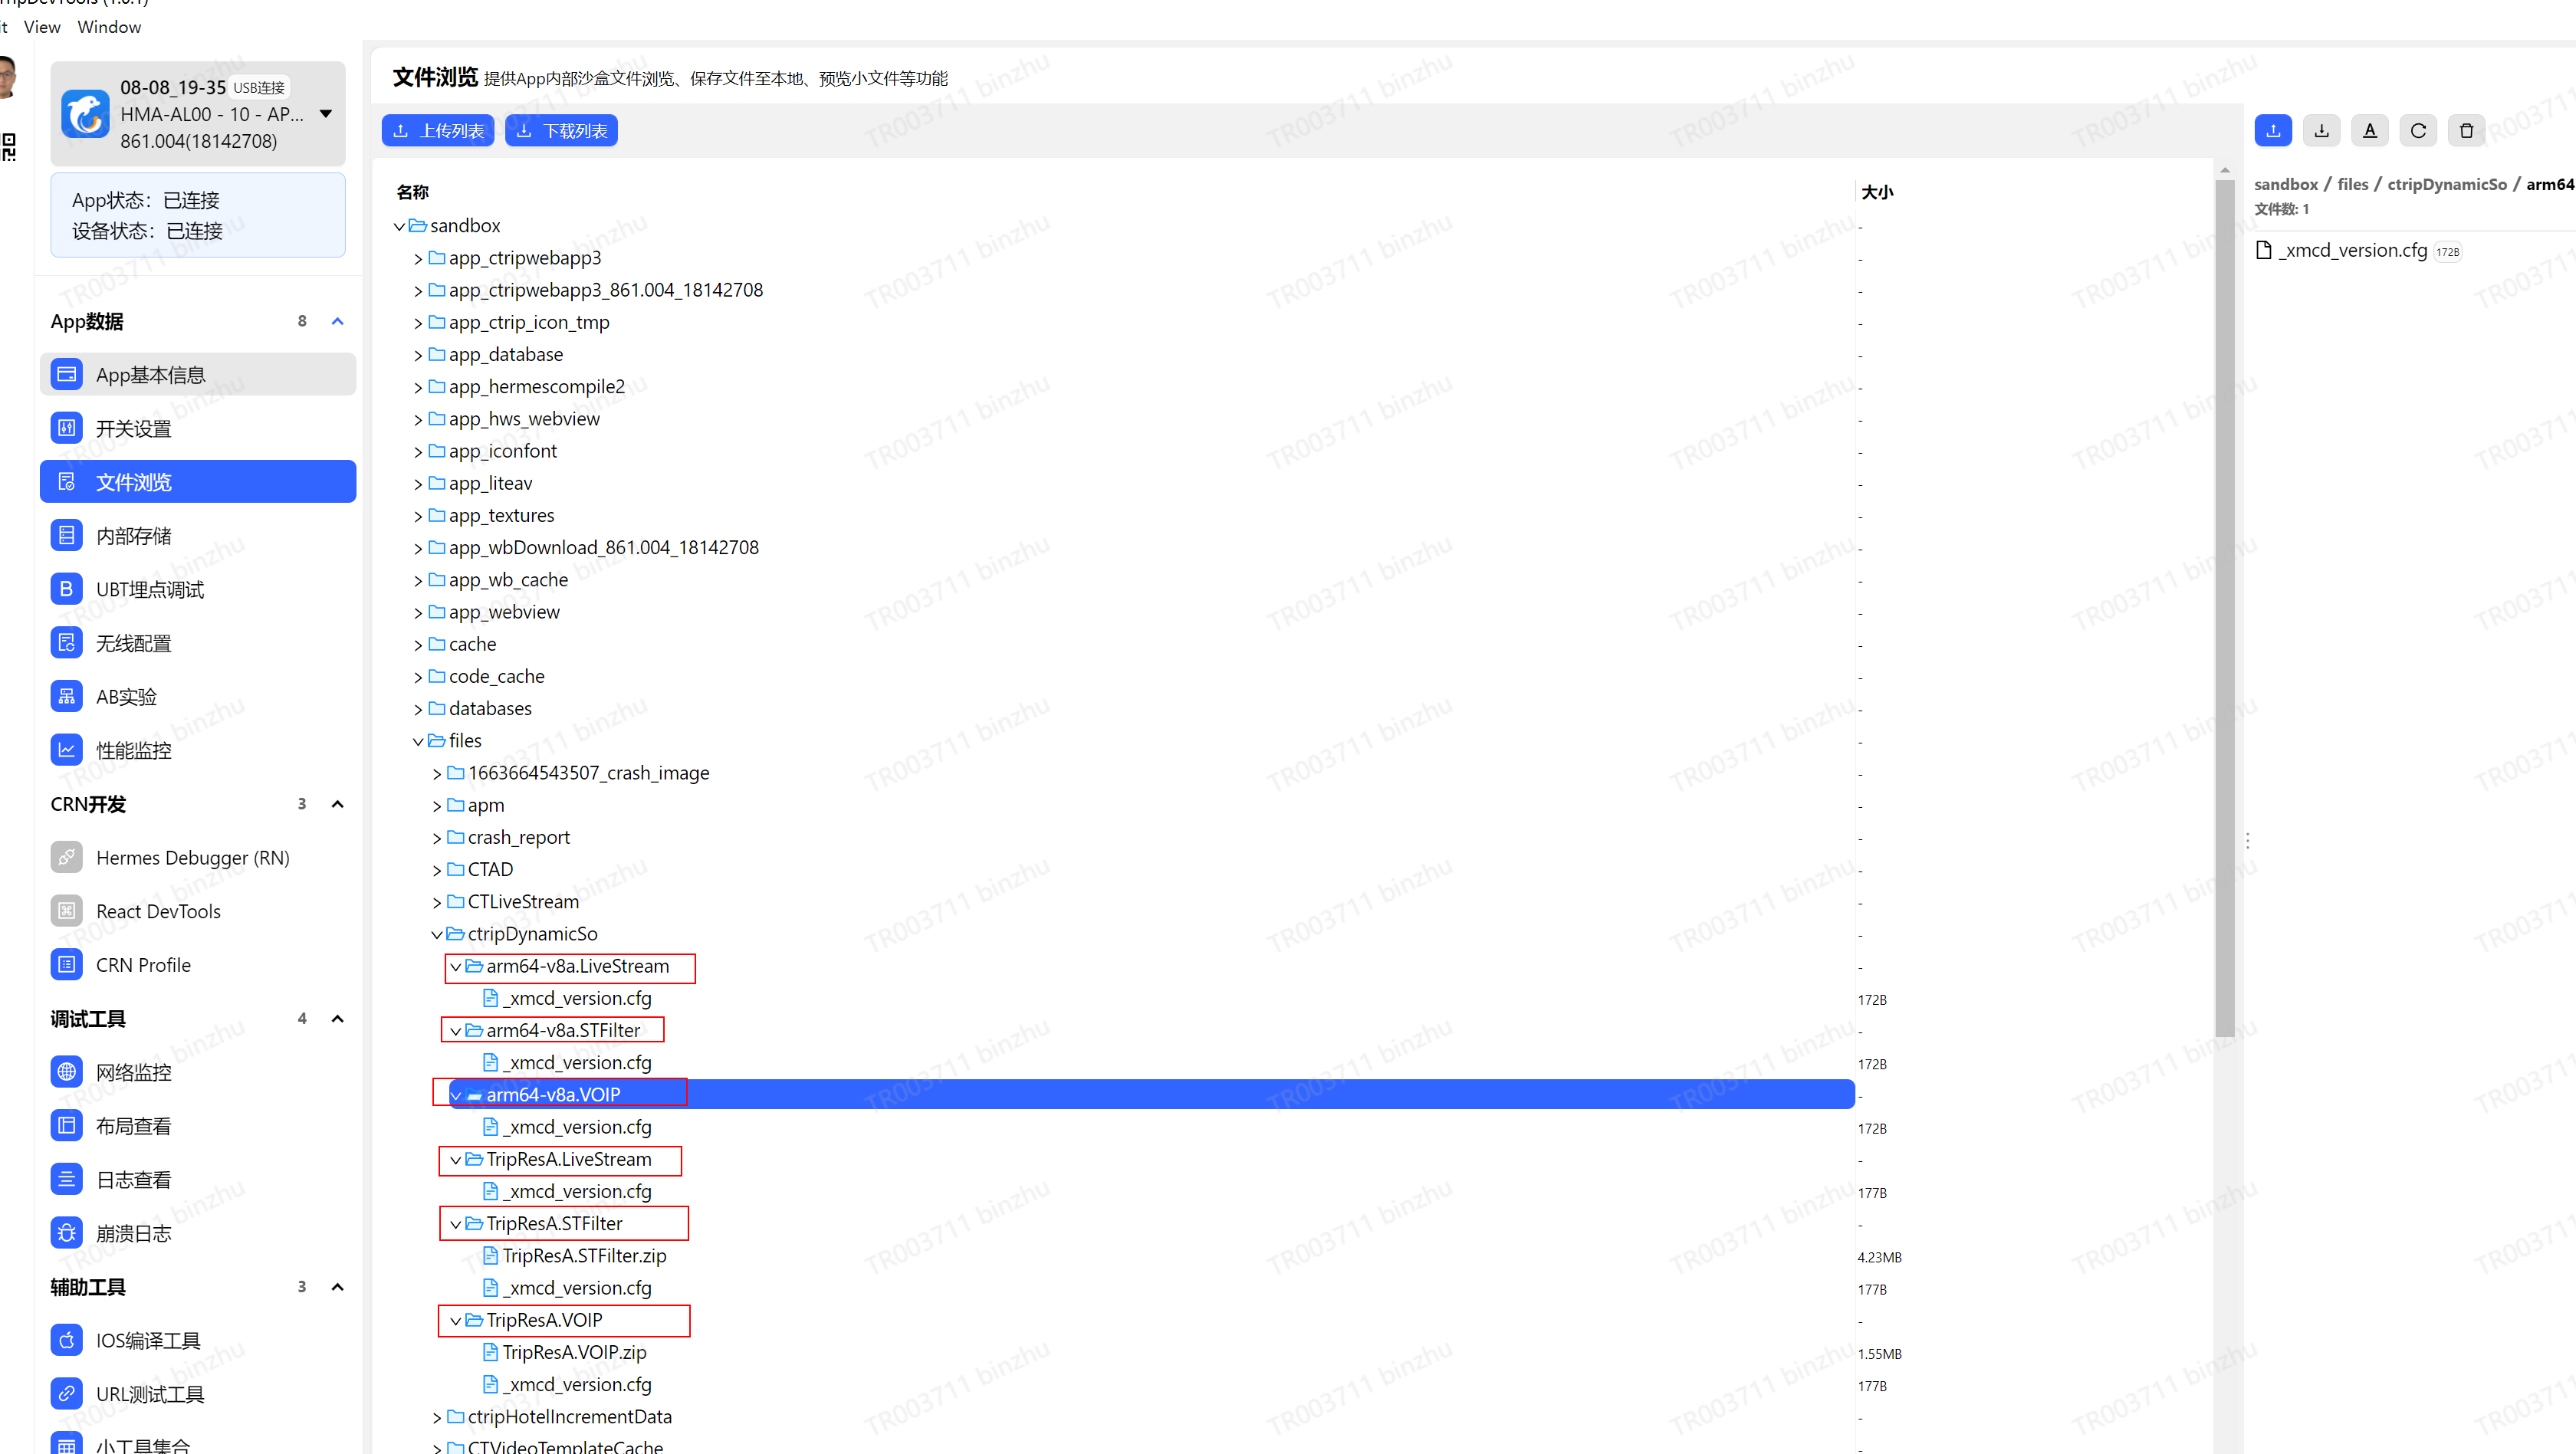 TripDevTools (1.0.1)
it View Window
08-08_19-35 USB连接
HMA-AL00 - 10 - AP...
861.004(18142708)
App状态：已连接
设备状态：已连接
App数据 8
App基本信息
开关设置
文件浏览
内部存储
UBT埋点调试
无线配置
AB实验
性能监控
CRN开发 3
Hermes Debugger (RN)
React DevTools
CRN Profile
调试工具 4
网络监控
布局查看
日志查看
崩溃日志
辅助工具 3
IOS编译工具
URL测试工具
小工具集合
文件浏览 提供App内部沙盒文件浏览、保存文件至本地、预览小文件等功能
上传列表 下载列表
名称 大小
sandbox -
app_ctripwebapp3 -
app_ctripwebapp3_861.004_18142708 -
app_ctrip_icon_tmp -
app_database -
app_hermescompile2 -
app_hws_webview -
app_iconfont -
app_liteav -
app_textures -
app_wbDownload_861.004_18142708 -
app_wb_cache -
app_webview -
cache -
code_cache -
databases -
files -
1663664543507_crash_image -
apm -
crash_report -
CTAD -
CTLiveStream -
ctripDynamicSo -
arm64-v8a.LiveStream -
_xmcd_version.cfg 172B
arm64-v8a.STFilter -
_xmcd_version.cfg 172B
arm64-v8a.VOIP -
_xmcd_version.cfg 172B
TripResA.LiveStream -
_xmcd_version.cfg 177B
TripResA.STFilter -
TripResA.STFilter.zip 4.23MB
_xmcd_version.cfg 177B
TripResA.VOIP -
TripResA.VOIP.zip 1.55MB
_xmcd_version.cfg 177B
ctripHotelIncrementData -
CTVideoTemplateCache -
sandbox / files / ctripDynamicSo / arm64
文件数: 1
_xmcd_version.cfg 172B
TR003711 binzhu